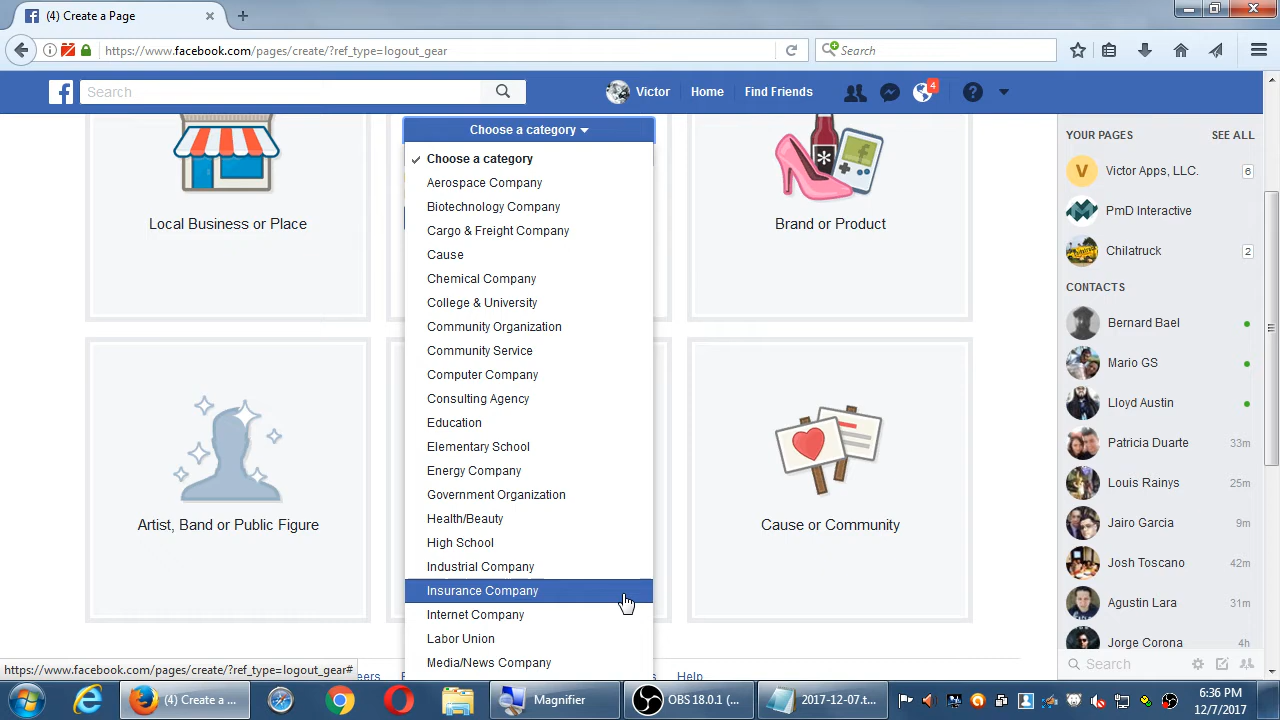 (4) Create a Page
https://www.facebook.com/pages/create/?ref_type=logout_gear
Search
Search
Victor
Home
Find Friends
4
Choose a category
Choose a category
Aerospace Company
Biotechnology Company
Cargo & Freight Company
Cause
Chemical Company
College & University
Community Organization
Community Service
Computer Company
Consulting Agency
Education
Elementary School
Energy Company
Government Organization
Health/Beauty
High School
Industrial Company
Insurance Company
Internet Company
Labor Union
Media/News Company
Local Business or Place
Brand or Product
Artist, Band or Public Figure
Cause or Community
Help
YOUR PAGES
SEE ALL
V
Victor Apps, LLC.
6
PmD Interactive
Chilatruck
2
CONTACTS
Bernard Bael
Mario GS
Lloyd Austin
Patricia Duarte
33m
Louis Rainys
25m
Jairo Garcia
9m
Josh Toscano
Agustin Lara
31m
Jorge Corona
4h
Search
https://www.facebook.com/pages/create/?ref_type=logout_gear#
(4) Create a ...
Magnifier
OBS 18.0.1 (...
2017-12-07.t...
6:36 PM
12/7/2017